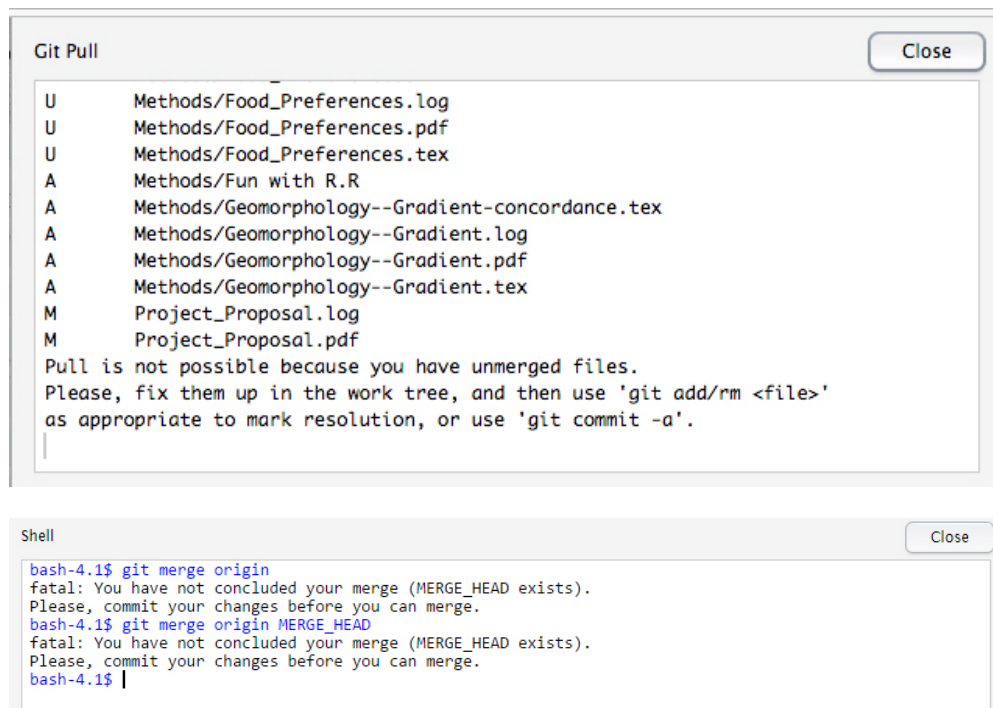 Git Pull
Close
U Methods/Food_Preferences.log
U Methods/Food_Preferences.pdf
U Methods/Food_Preferences.tex
A Methods/Fun with R.R
A Methods/Geomorphology--Gradient-concordance.tex
A Methods/Geomorphology--Gradient.log
A Methods/Geomorphology--Gradient.pdf
A Methods/Geomorphology--Gradient.tex
M Project_Proposal.log
M Project_Proposal.pdf
Pull is not possible because you have unmerged files.
Please, fix them up in the work tree, and then use 'git add/rm <file>'
as appropriate to mark resolution, or use 'git commit -a'.
Shell
Close
bash-4.1$ git merge origin
fatal: You have not concluded your merge (MERGE_HEAD exists).
Please, commit your changes before you can merge.
bash-4.1$ git merge origin MERGE_HEAD
fatal: You have not concluded your merge (MERGE_HEAD exists).
Please, commit your changes before you can merge.
bash-4.1$